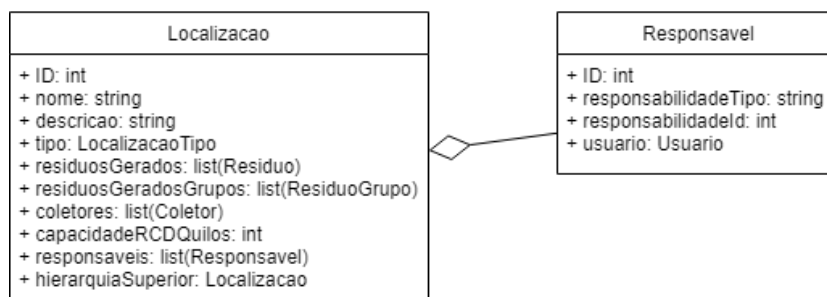 Localizacao
+ ID: int
+ nome: string
+ descricao: string
+ tipo: LocalizacaoTipo
+ residuosGerados: list(Residuo)
+ residuosGeradosGrupos: list(ResiduoGrupo)
+ coletores: list(Coletor)
+ capacidadeRCDQuilos: int
+ responsaveis: list(Responsavel)
+ hierarquiaSuperior: Localizacao
Responsavel
+ ID: int
+ responsabilidadeTipo: string
+ responsabilidadeId: int
+ usuario: Usuario